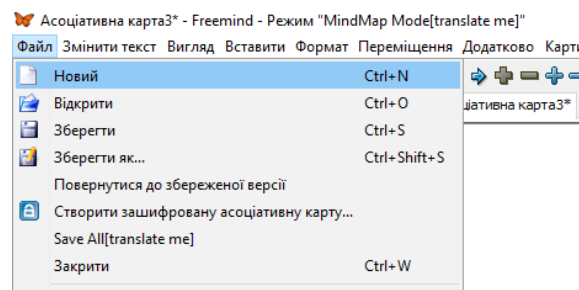 Асоціативна карта3* - Freemind - Режим "MindMap Mode[translate me]"
Файл Змінити текст Вигляд Вставити Формат Переміщення Додатково
Новий Ctrl+N
Відкрити Ctrl+O
ціативна карта3*
Зберегти Ctrl+S
Зберегти як... Ctrl+Shift+S
Повернутися до збереженої версії
Створити зашифровану асоціативну карту...
Save All[translate me]
Закрити Ctrl+W